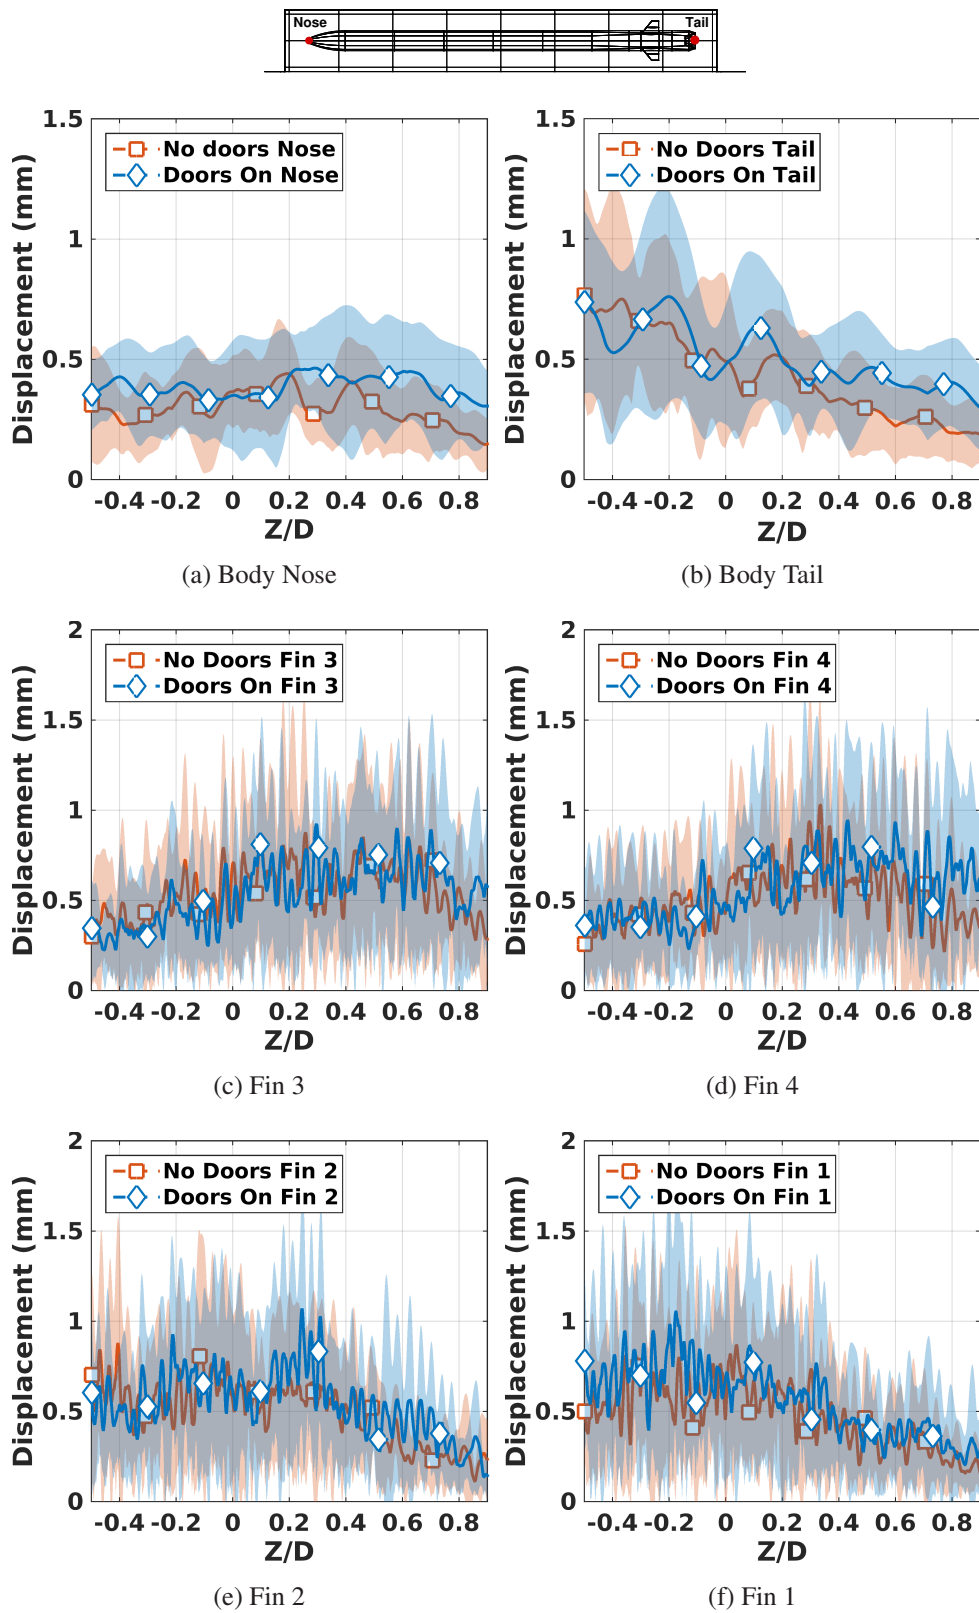 Nose Tail
1.5
1
0.5
0
Displacement (mm)
No doors Nose
Doors On Nose
-0.4 -0.2 0 0.2 0.4 0.6 0.8
Z/D
(a) Body Nose
1.5
1
0.5
0
Displacement (mm)
No Doors Tail
Doors On Tail
-0.4 -0.2 0 0.2 0.4 0.6 0.8
Z/D
(b) Body Tail
2
1.5
1
0.5
0
Displacement (mm)
No Doors Fin 3
Doors On Fin 3
-0.4 -0.2 0 0.2 0.4 0.6 0.8
Z/D
(c) Fin 3
2
1.5
1
0.5
0
Displacement (mm)
No Doors Fin 4
Doors On Fin 4
-0.4 -0.2 0 0.2 0.4 0.6 0.8
Z/D
(d) Fin 4
2
1.5
1
0.5
0
Displacement (mm)
No Doors Fin 2
Doors On Fin 2
-0.4 -0.2 0 0.2 0.4 0.6 0.8
Z/D
(e) Fin 2
2
1.5
1
0.5
0
Displacement (mm)
No Doors Fin 1
Doors On Fin 1
-0.4 -0.2 0 0.2 0.4 0.6 0.8
Z/D
(f) Fin 1